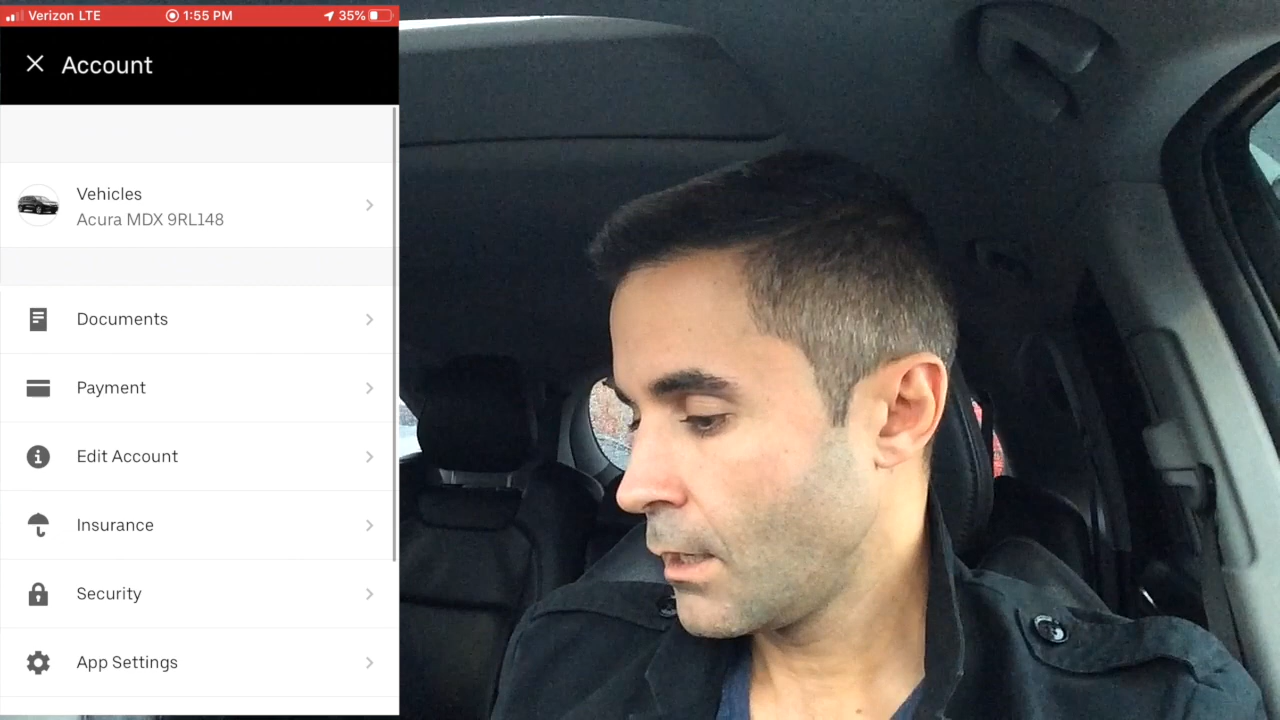 Verizon LTE 1:55 PM 35%
Account
Vehicles
Acura MDX 9RL148
Documents
Payment
Edit Account
Insurance
Security
App Settings